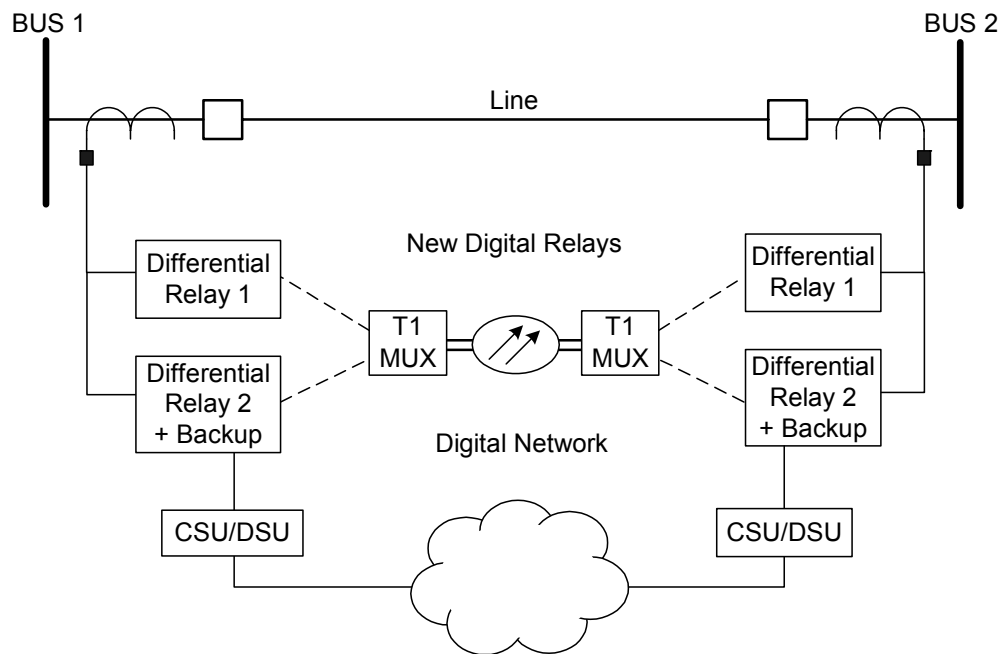 BUS 1
BUS 2
Line
New Digital Relays
Differential
Relay 1
Differential
Relay 1
T1
MUX
T1
MUX
Differential
Relay 2
+ Backup
Differential
Relay 2
+ Backup
Digital Network
CSU/DSU
CSU/DSU